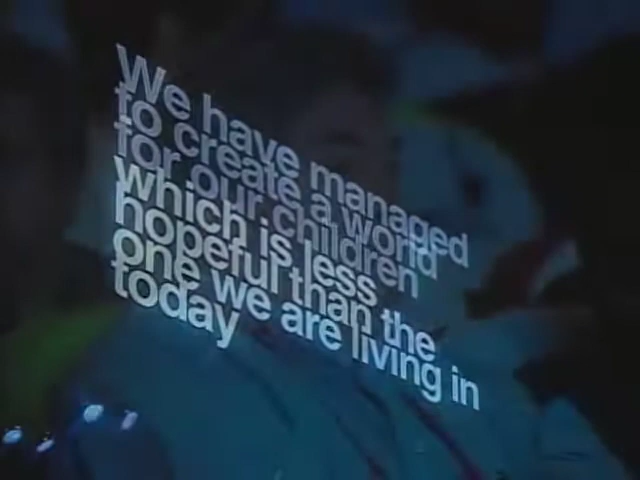 We have managed
to create a world
for our children
which is less
hopeful than the
one we are living in
today